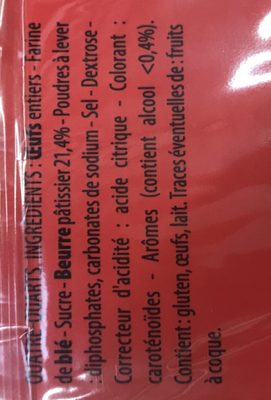 QUATRE QUARTS INGRÉDIENTS : Œufs entiers - Farine
de blé - Sucre - Beurre pâtissier 21,4% - Poudres à lever
: diphosphates, carbonates de sodium - Sel - Dextrose -
Correcteur d'acidité : acide citrique - Colorant :
caroténoides - Arômes (contient alcool <0,4%).
Contient : gluten, œufs, lait. Traces éventuelles de : fruits
à coque.